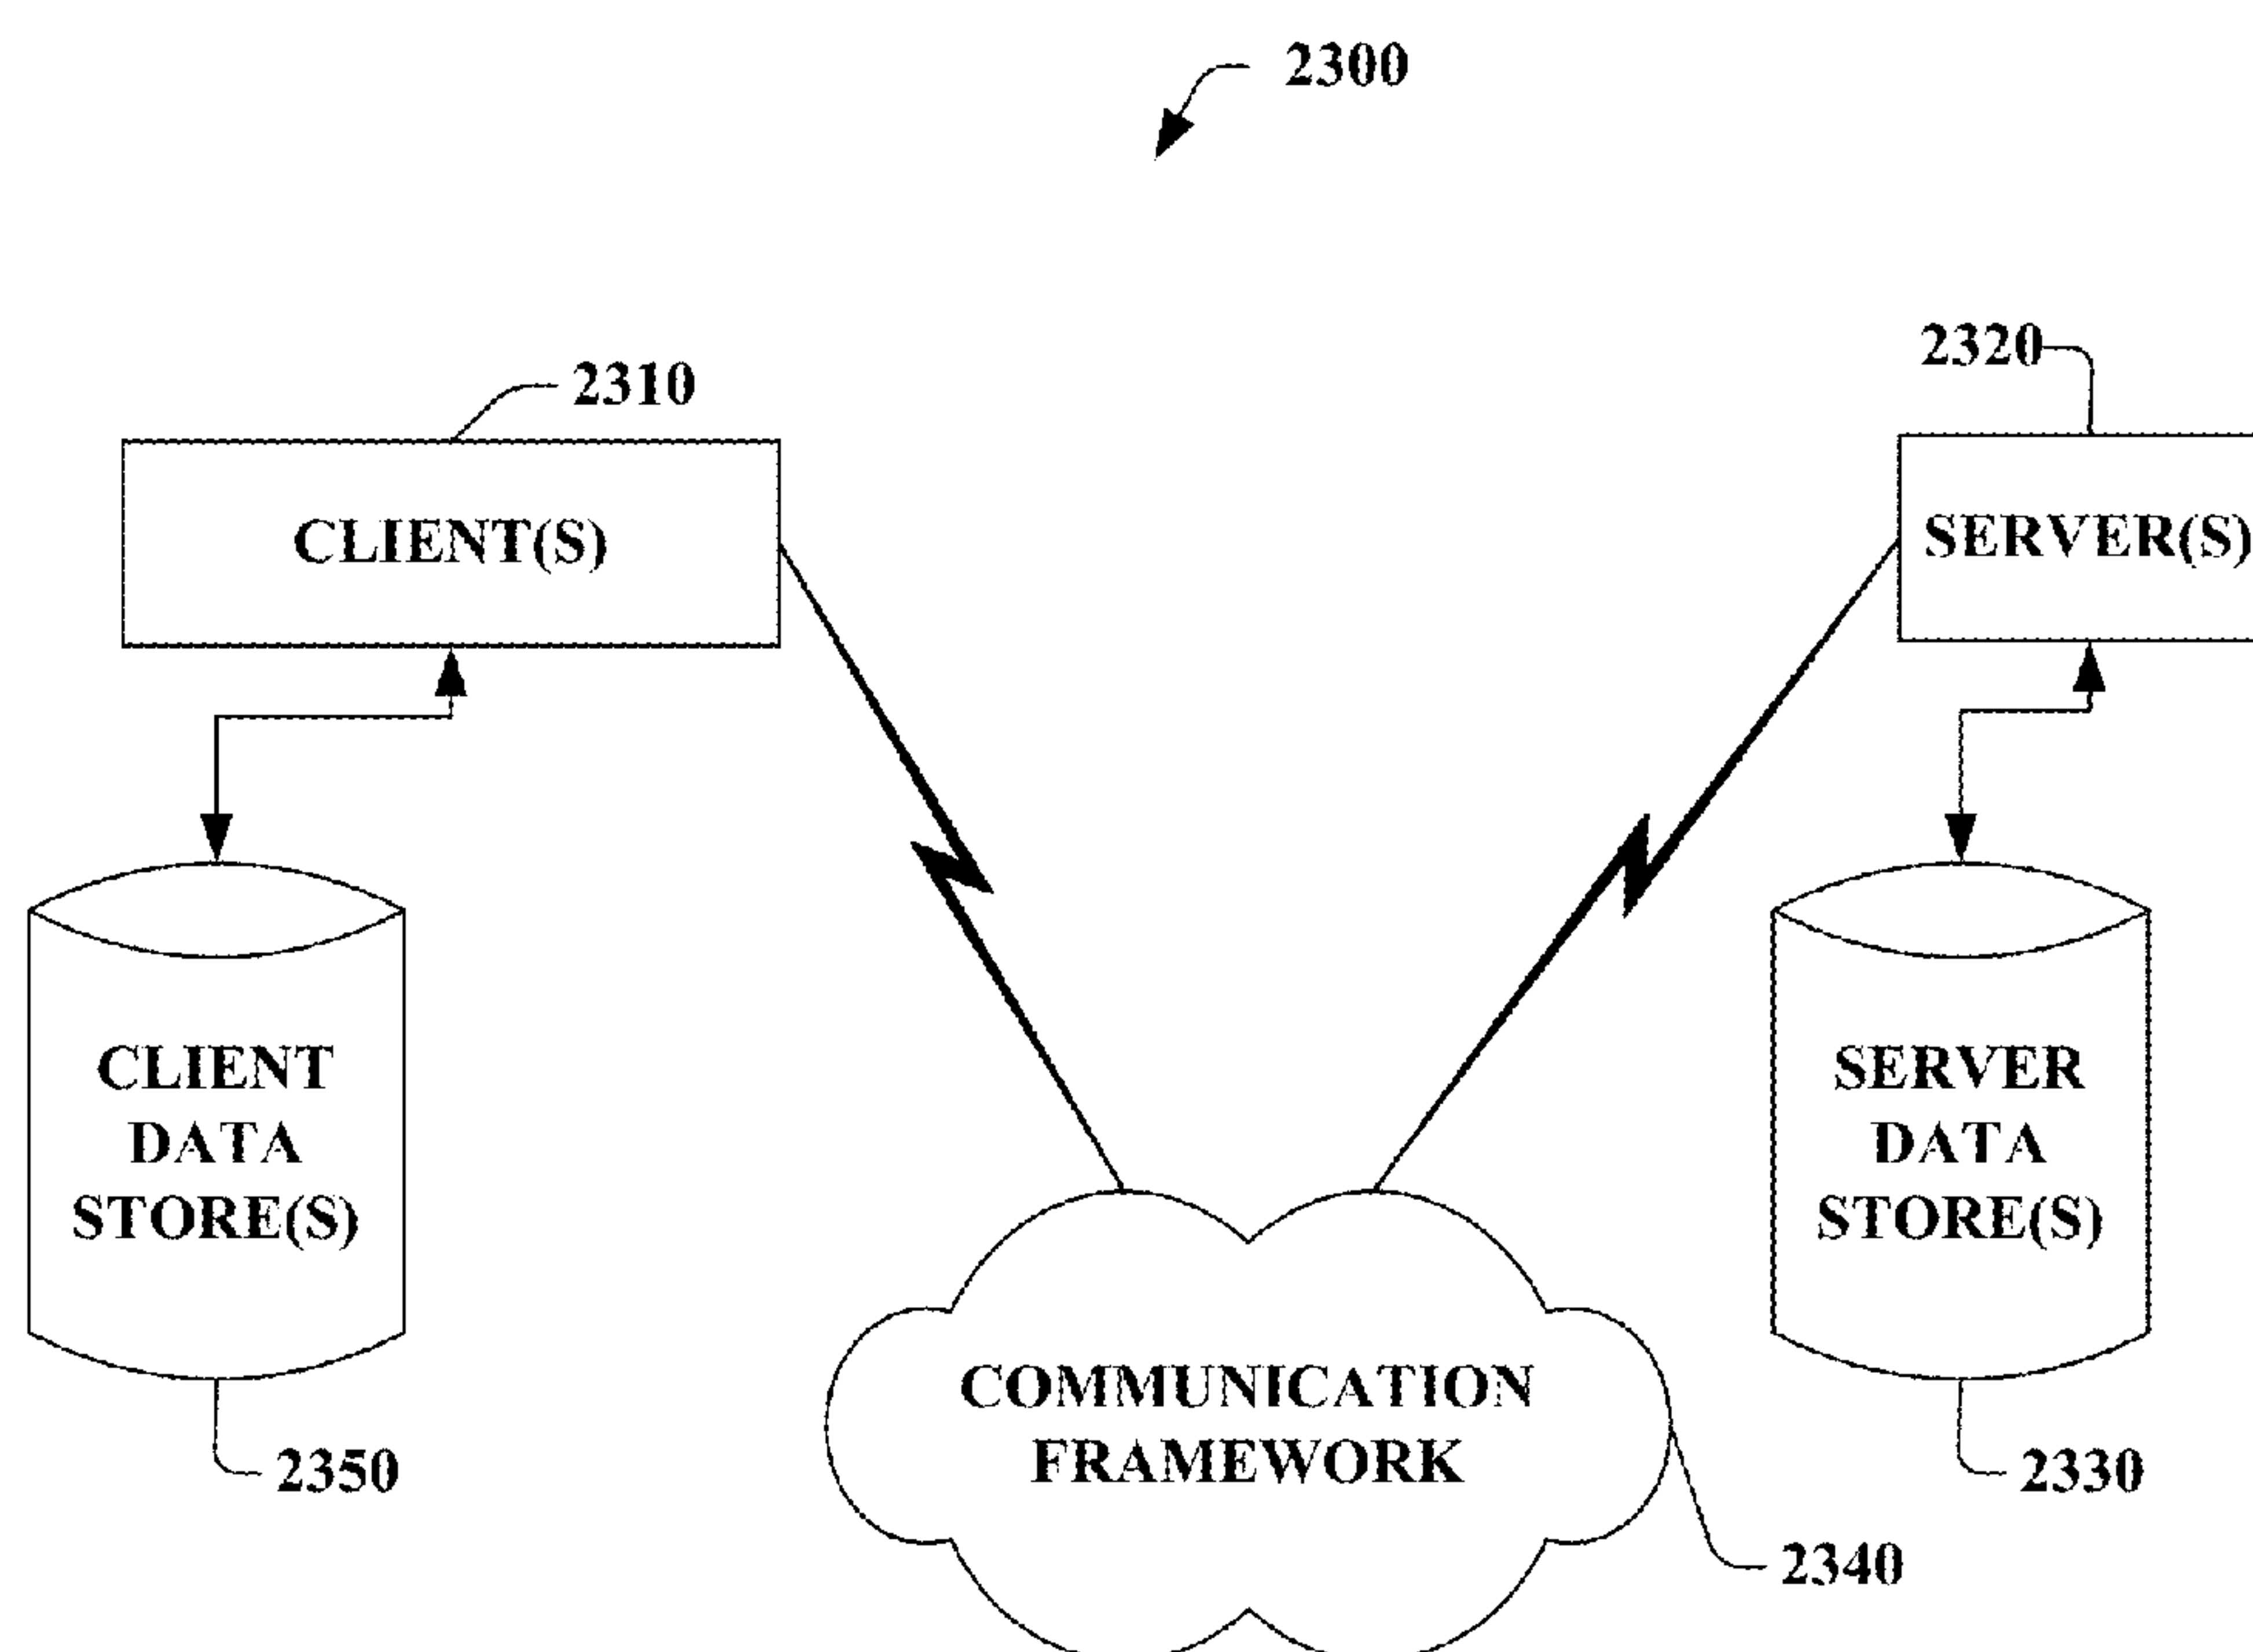 2300
2310
2320
CLIENT(S)
SERVER(S)
CLIENT
DATA
STORE(S)
SERVER
DATA
STORE(S)
COMMUNICATION
FRAMEWORK
2350
2330
2340